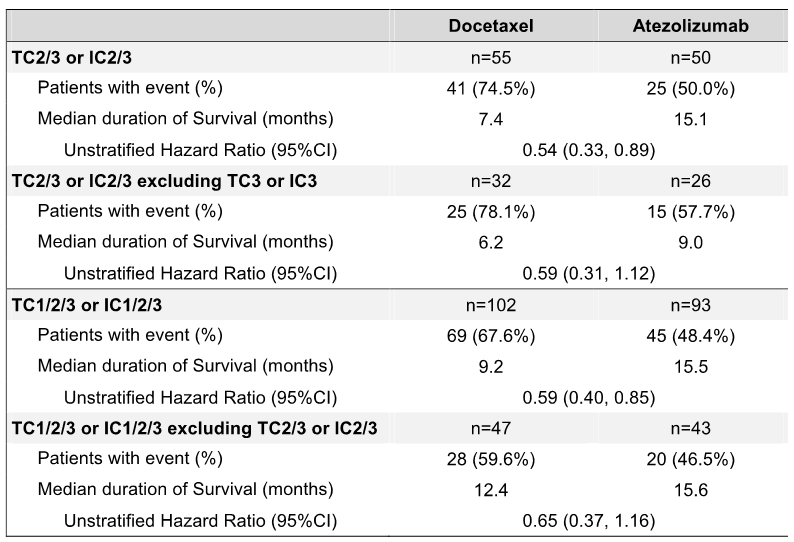 Docetaxel Atezolizumab
TC2/3 or IC2/3 n=55 n=50
Patients with event (%) 41 (74.5%) 25 (50.0%)
Median duration of Survival (months) 7.4 15.1
Unstratified Hazard Ratio (95%CI) 0.54 (0.33, 0.89)
TC2/3 or IC2/3 excluding TC3 or IC3 n=32 n=26
Patients with event (%) 25 (78.1%) 15 (57.7%)
Median duration of Survival (months) 6.2 9.0
Unstratified Hazard Ratio (95%CI) 0.59 (0.31, 1.12)
TC1/2/3 or IC1/2/3 n=102 n=93
Patients with event (%) 69 (67.6%) 45 (48.4%)
Median duration of Survival (months) 9.2 15.5
Unstratified Hazard Ratio (95%CI) 0.59 (0.40, 0.85)
TC1/2/3 or IC1/2/3 excluding TC2/3 or IC2/3 n=47 n=43
Patients with event (%) 28 (59.6%) 20 (46.5%)
Median duration of Survival (months) 12.4 15.6
Unstratified Hazard Ratio (95%CI) 0.65 (0.37, 1.16)